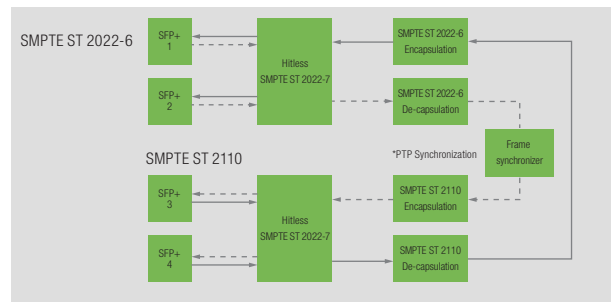 SMPTE ST 2022-6
SFP+
1
SFP+
2
Hitless
SMPTE ST 2022-7
SMPTE ST 2022-6
Encapsulation
SMPTE ST 2022-6
De-capsulation
*PTP Synchronization
Frame
synchronizer
SMPTE ST 2110
SFP+
3
SFP+
4
Hitless
SMPTE ST 2022-7
SMPTE ST 2110
Encapsulation
SMPTE ST 2110
De-capsulation